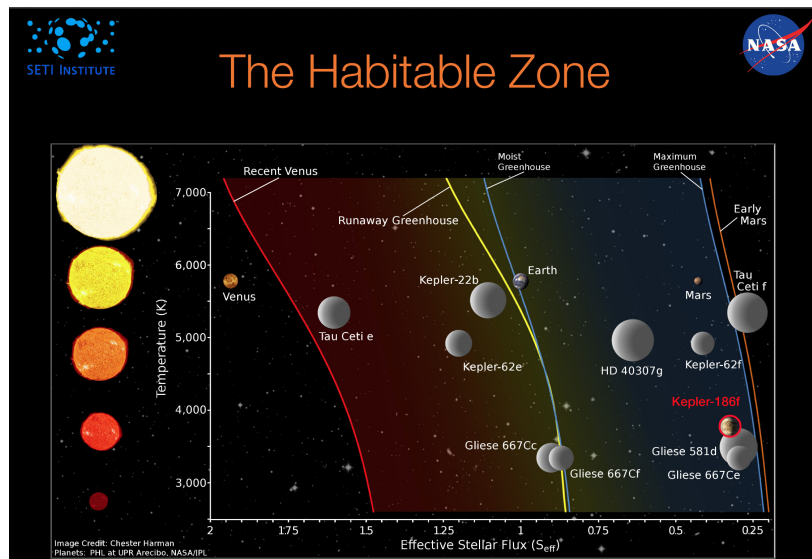 SETI INSTITUTE
NASA
The Habitable Zone
Recent Venus
Moist
Greenhouse
Maximum
Greenhouse
7,000
Runaway Greenhouse
Early
Mars
6,000
Venus
Kepler-22b
Earth
Mars
Tau
Ceti f
Temperature (K)
5,000
Tau Ceti e
Kepler-62e
HD 40307g
Kepler-62f
4,000
Kepler-186f
Gliese 667Cc
Gliese 667Cf
Gliese 581d
Gliese 667Ce
3,000
2
1.75
1.5
1.25
1
0.75
0.5
0.25
Effective Stellar Flux (Seff)
Image Credit: Chester Harman
Planets: PHL at UPR Arecibo, NASA/JPL